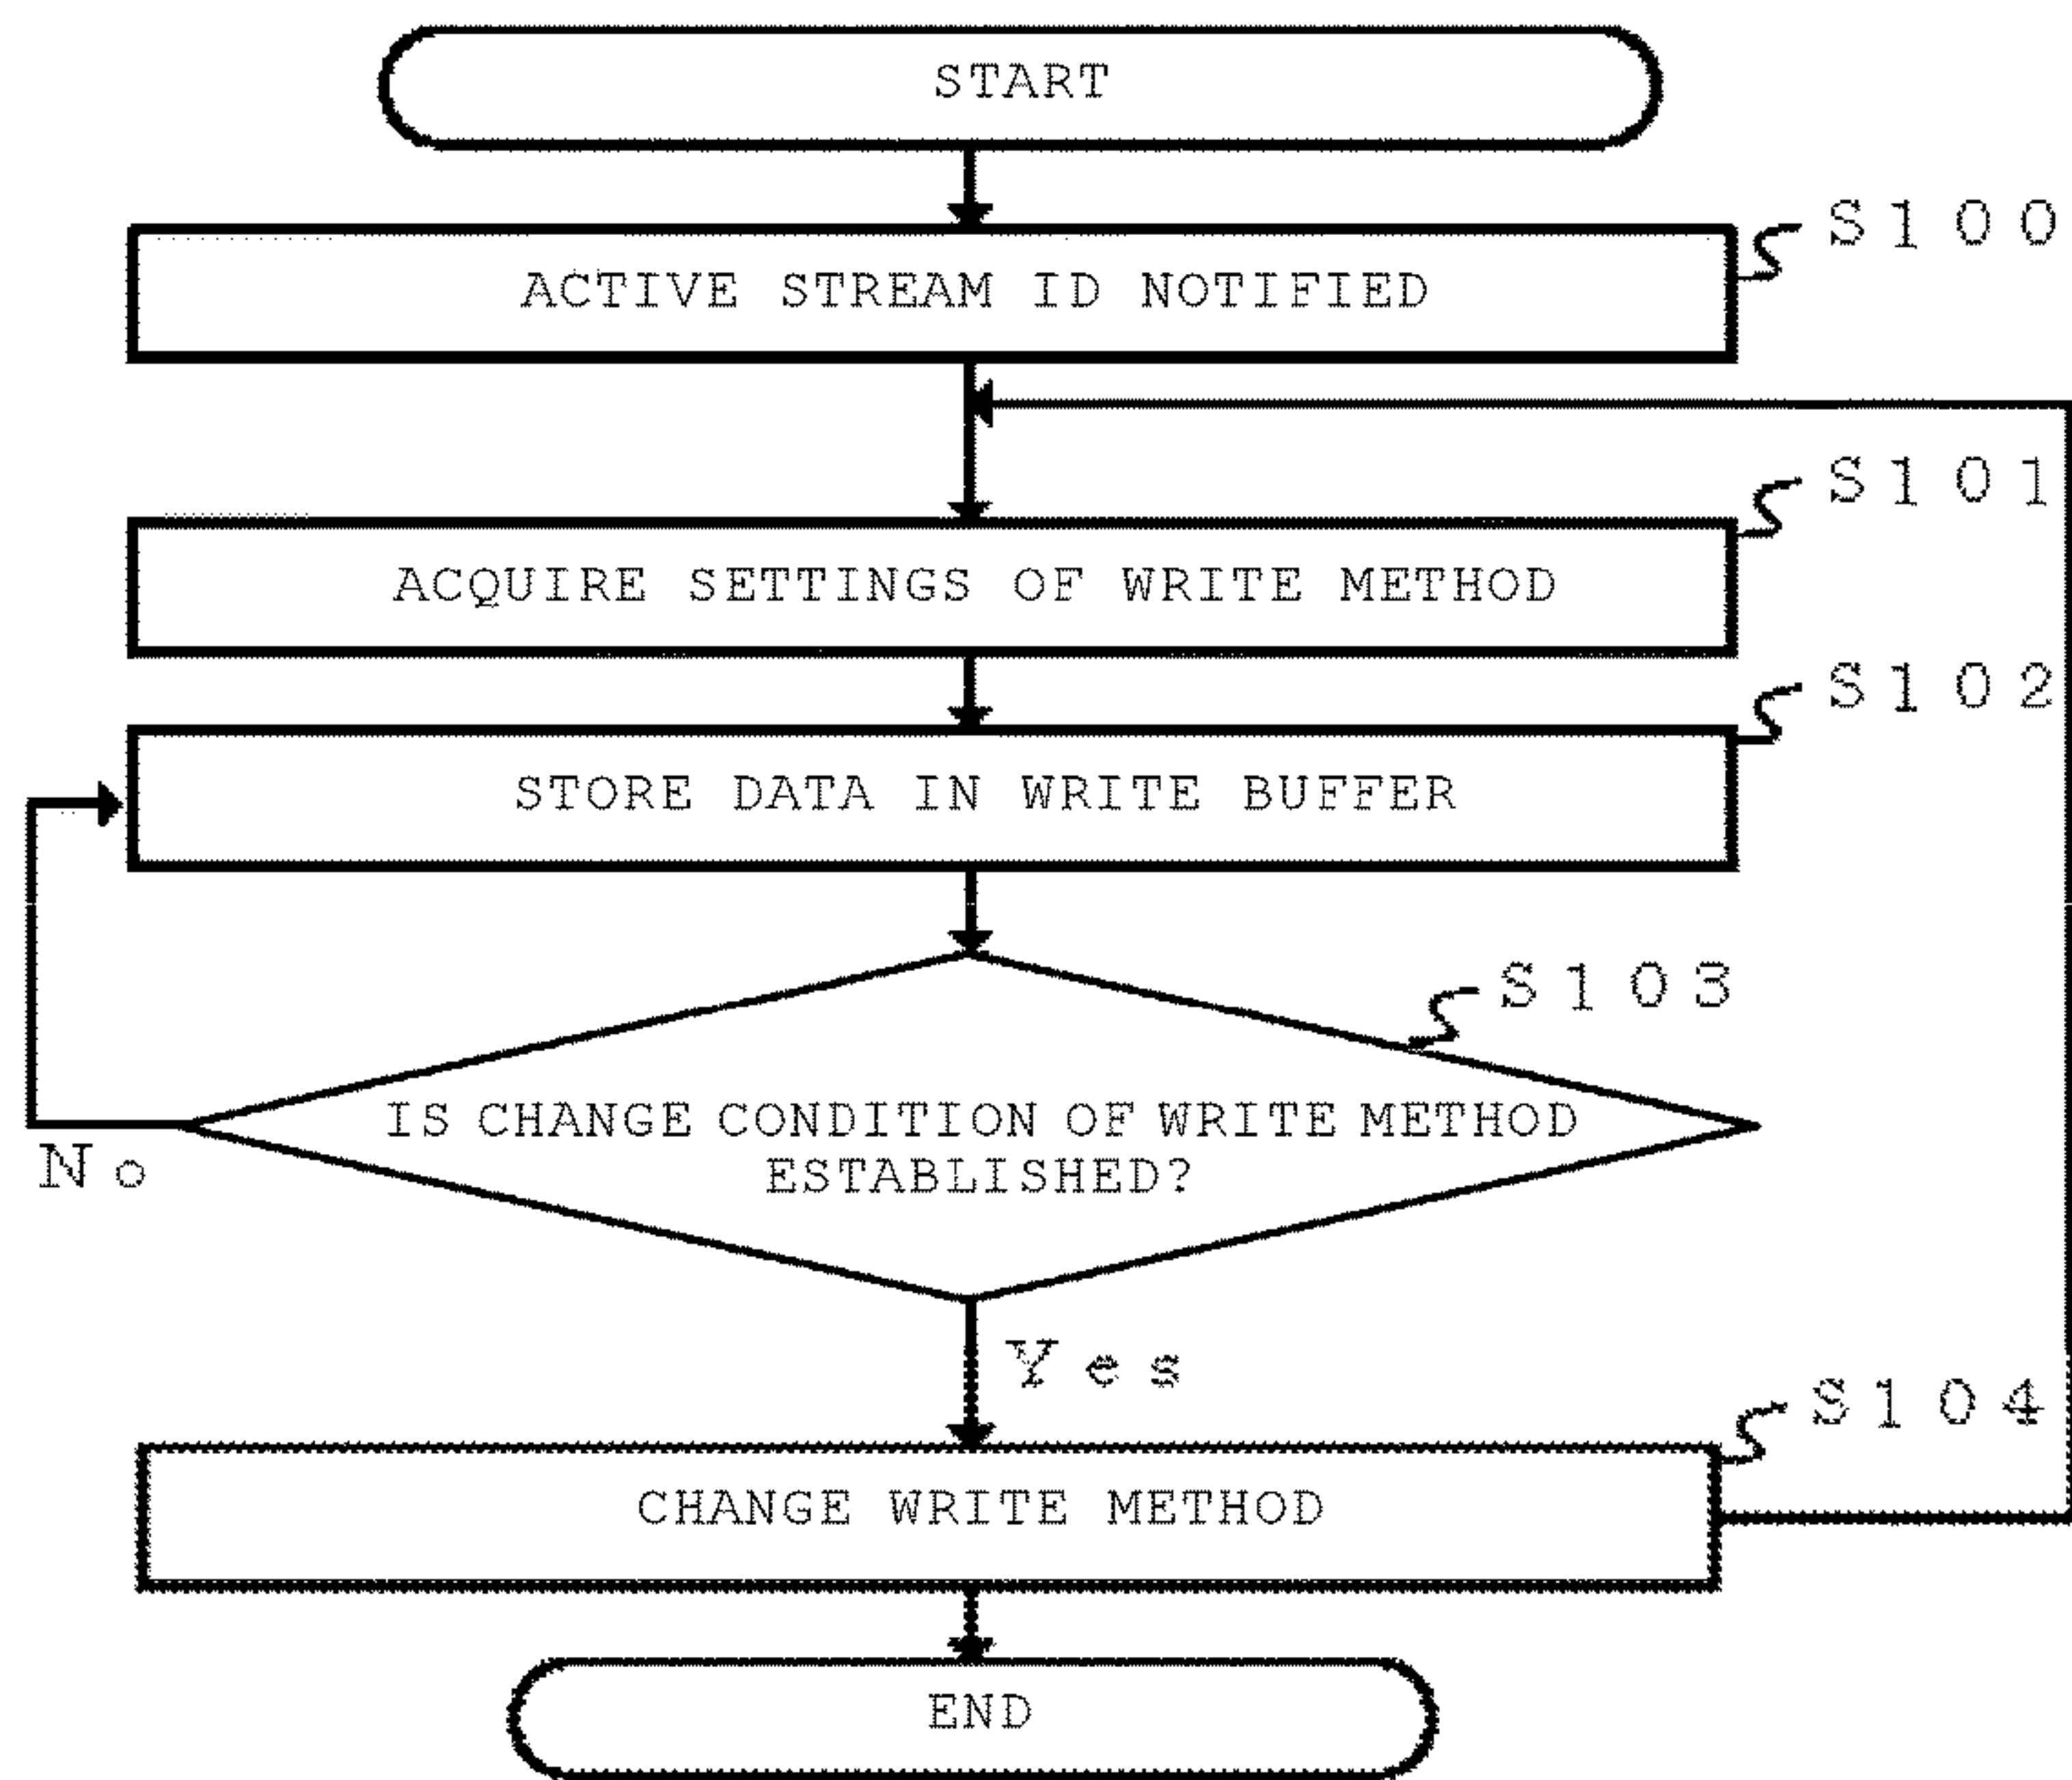 START
S100
ACTIVE STREAM ID NOTIFIED
S101
ACQUIRE SETTINGS OF WRITE METHOD
S102
STORE DATA IN WRITE BUFFER
S103
IS CHANGE CONDITION OF WRITE METHOD
ESTABLISHED?
No
Yes
S104
CHANGE WRITE METHOD
END